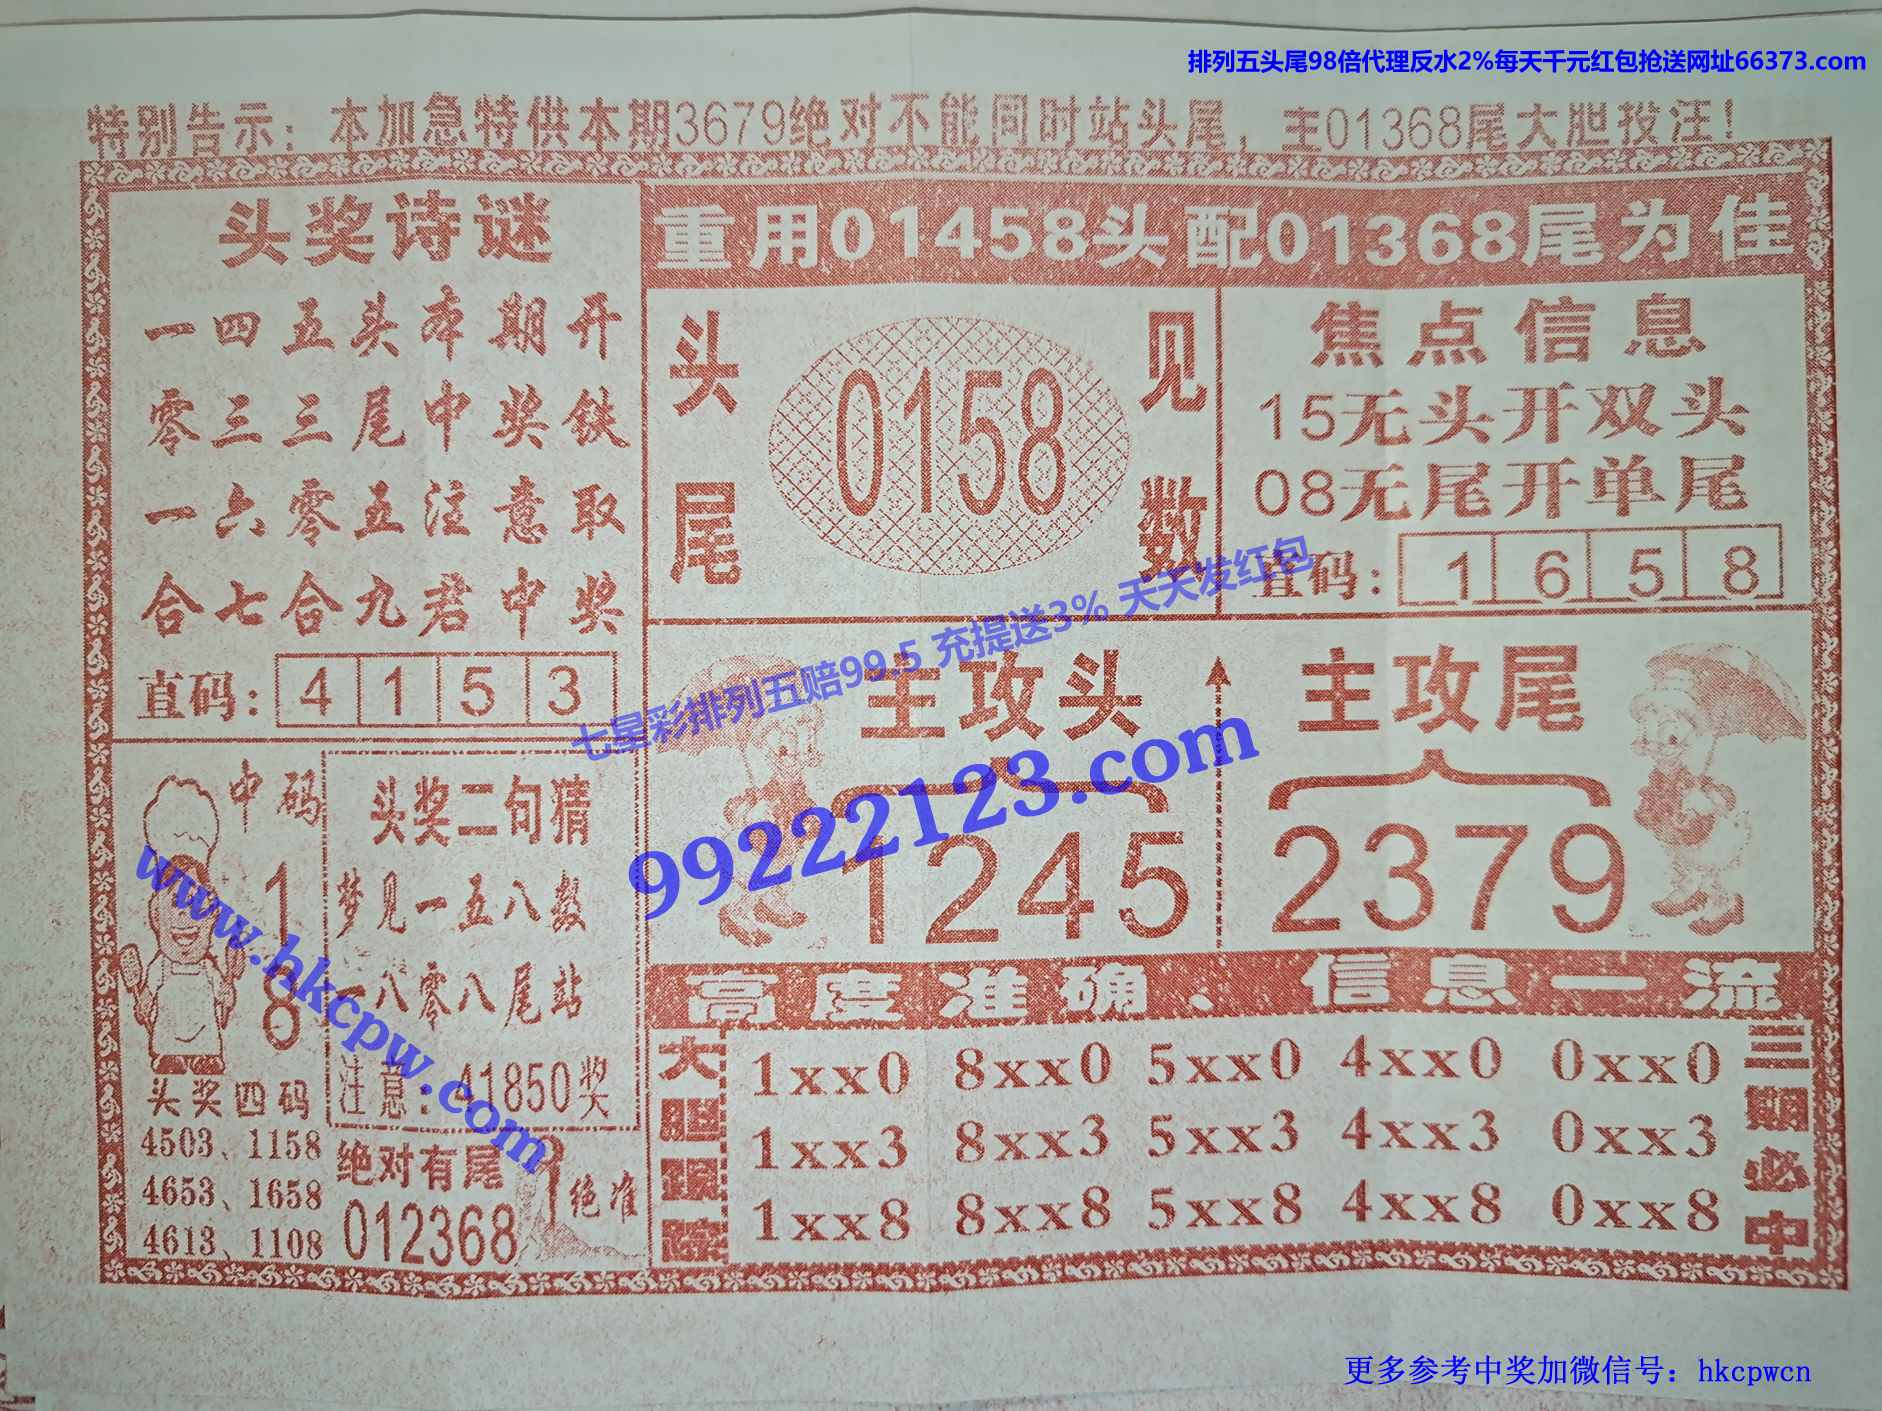 排列五头尾98倍代理反水2%每天千元红包抢送网址66373.com
特别告示：本加急特供本期3679绝对不能同时站头尾，主01368尾大胆投注！
头奖诗谜
一四五头本期开
零三三尾中奖铁
一六零五注意取
合七合九君中奖
直码：4153
重用01458头配01368尾为佳
头尾
0158
见数
焦点信息
15无头开双头
08无尾开单尾
直码：1658
七星彩排列五赔99.5 充提送3% 天天发红包
99222123.com
www.hkcpw.com
主攻头
1245
主攻尾
2379
中码
1
8
头奖四码
4503、1158
4653、1658
4613、1108
头奖二句猜
梦见一五八数
一八零八尾站
注意：41850奖
绝对有尾
012368
绝准
高度准确、信息一流
大胆跟踪
1xx0 8xx0 5xx0 4xx0 0xx0
1xx3 8xx3 5xx3 4xx3 0xx3
1xx8 8xx8 5xx8 4xx8 0xx8
三期必中
更多参考中奖加微信号：hkcpwcn